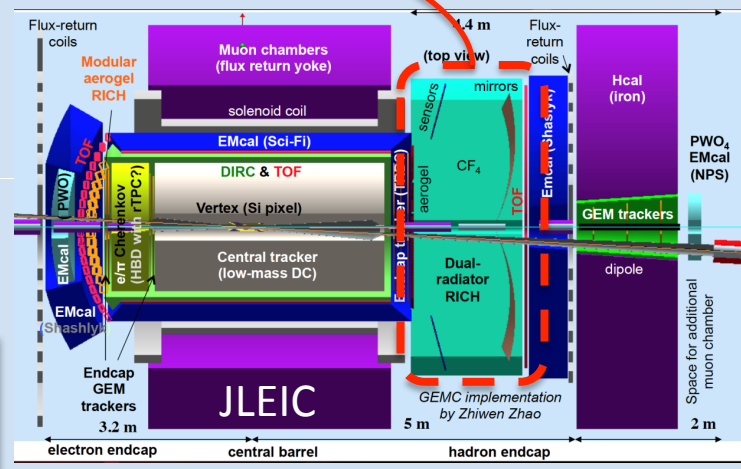 Flux-return
coils
Modular
aerogel
RICH
Muon chambers
(flux return yoke)
solenoid coil
EMcal (Sci-Fi)
DIRC & TOF
Vertex (Si pixel)
Central tracker
(low-mass DC)
TOF
(PWO)
EMcal
e/π Cherenkov
(HBD with rTPC?)
EMcal
(Shashlyk)
Endcap
GEM
trackers
4.4 m
(top view)
sensors
mirrors
aerogel
CF4
TOF
Dual-
radiator
RICH
Flux-
return
coils
Hcal
(iron)
GEM trackers
dipole
PWO4
EMcal
(NPS)
Space for additional
muon chamber
JLEIC
GEMC implementation
by Zhiwen Zhao
3.2 m
5 m
2 m
electron endcap
central barrel
hadron endcap